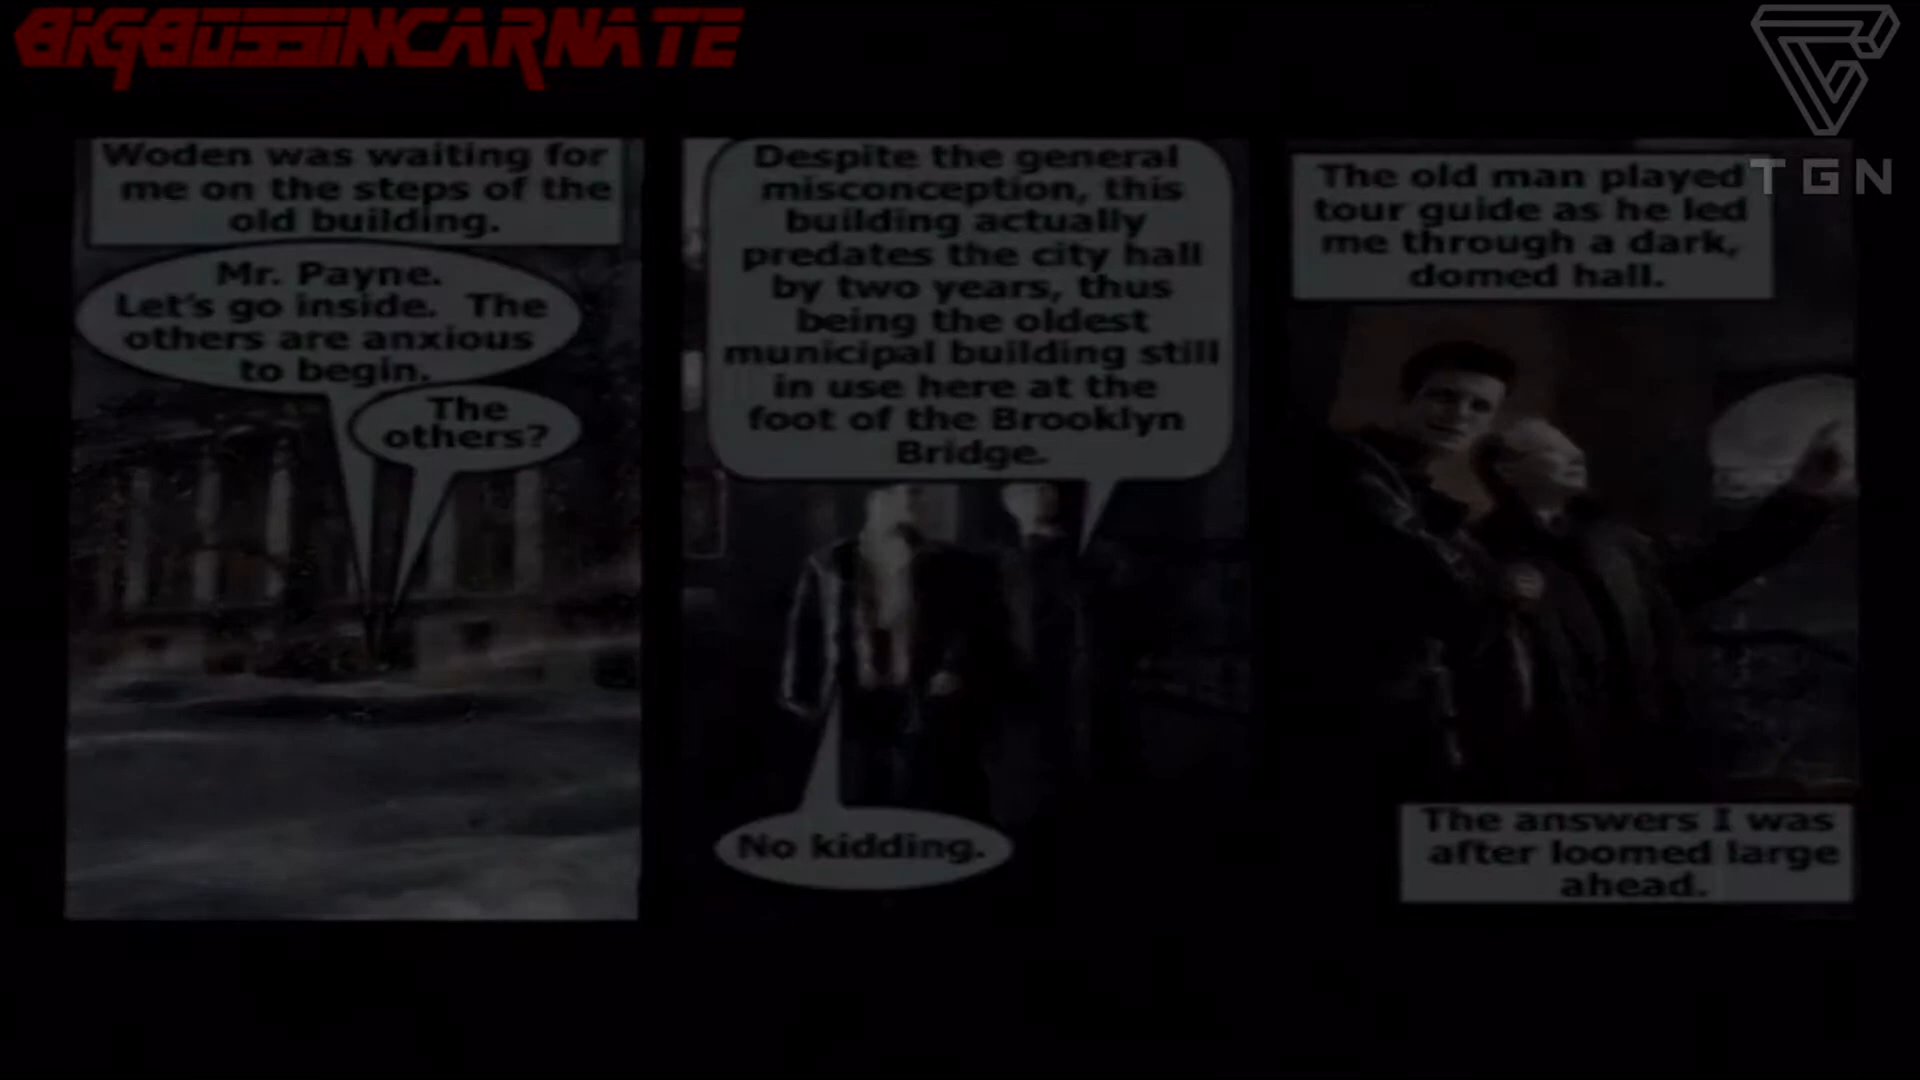 BIGBOSSINCARNATE
TGN
Woden was waiting for
me on the steps of the
old building.
Mr. Payne.
Let's go inside. The
others are anxious
to begin.
The
others?
Despite the general
misconception, this
building actually
predates the city hall
by two years, thus
being the oldest
municipal building still
in use here at the
foot of the Brooklyn
Bridge.
No kidding.
The old man played
tour guide as he led
me through a dark,
domed hall.
The answers I was
after loomed large
ahead.